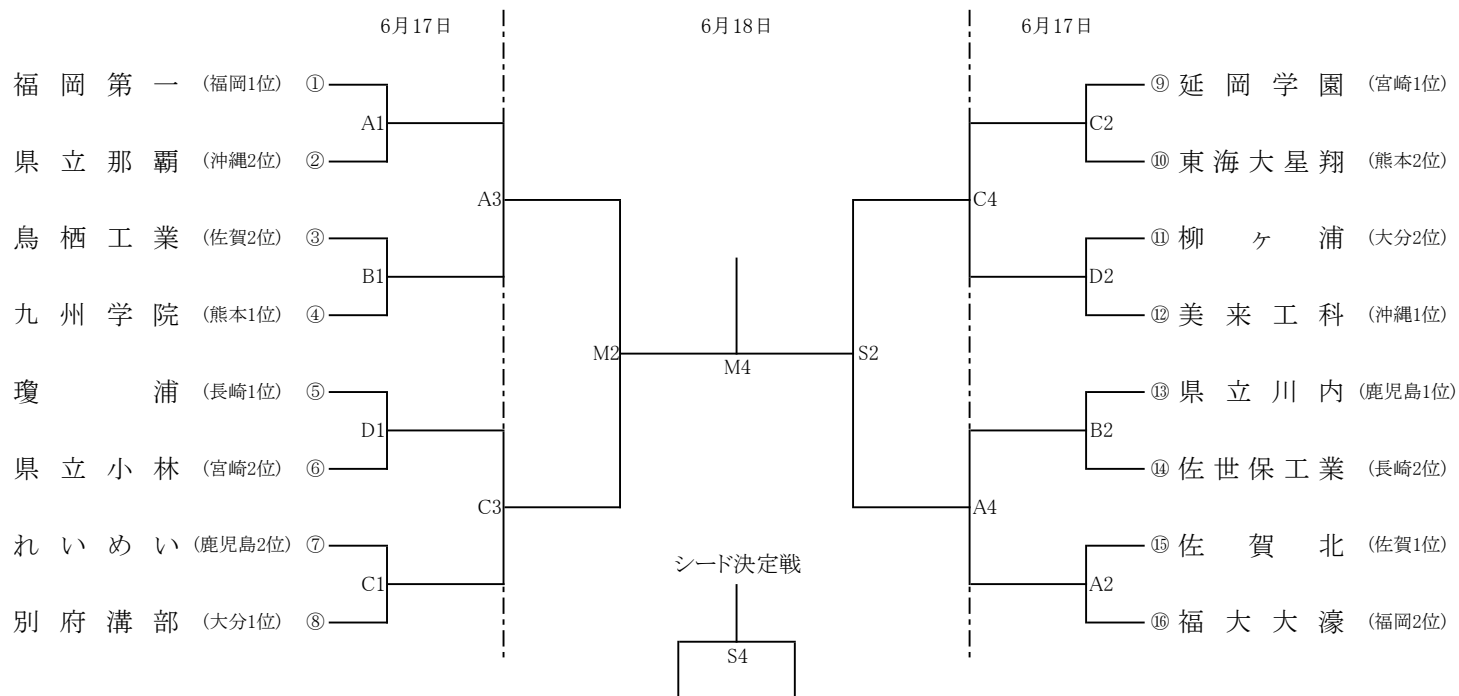 6月17日 6月18日 6月17日
福岡第一 (福岡1位) ① ⑨ 延岡学園 (宮崎1位)
A1 C2
県立那覇 (沖縄2位) ② ⑩ 東海大星翔 (熊本2位)
A3 C4
鳥栖工業 (佐賀2位) ③ ⑪ 柳ヶ浦 (大分2位)
B1 D2
九州学院 (熊本1位) ④ ⑫ 美来工科 (沖縄1位)
M2 M4 S2
瓊浦 (長崎1位) ⑤ ⑬ 県立川内 (鹿児島1位)
D1 B2
県立小林 (宮崎2位) ⑥ ⑭ 佐世保工業 (長崎2位)
C3 A4
れいめい (鹿児島2位) ⑦ ⑮ 佐賀北 (佐賀1位)
シード決定戦
C1 A2
別府溝部 (大分1位) ⑧ ⑯ 福大大濠 (福岡2位)
S4